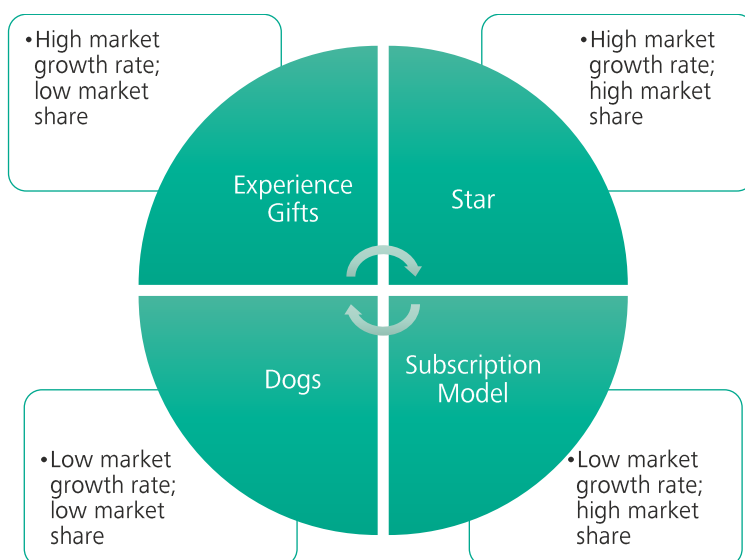 •High market
growth rate;
low market
share
•High market
growth rate;
high market
share
Experience
Gifts
Star
Dogs
Subscription
Model
•Low market
growth rate;
low market
share
•Low market
growth rate;
high market
share